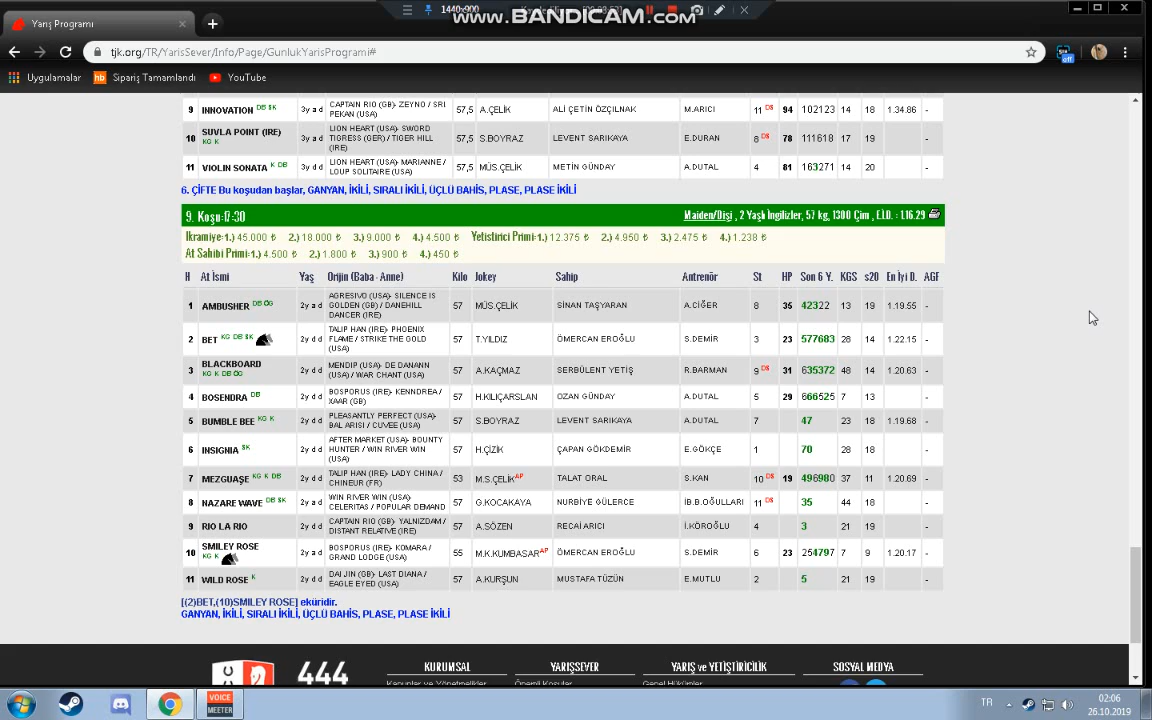 1440x900
www.BANDICAM.com
Yarış Programı
tjk.org/TR/YarisSever/Info/Page/GunlukYarisProgrami#
off
Uygulamalar
hb Sipariş Tamamlandı
YouTube
9 INNOVATION DB SK 3y a d CAPTAIN RIO (GB)- ZEYNO / SRI PEKAN (USA) 57,5 A.ÇELİK ALİ ÇETİN ÖZÇILNAK M.ARICI 11 DS 94 102123 14 18 1.34.86 -
10 SUVLA POINT (IRE) KG K 3y a d LION HEART (USA)- SWORD TIGRESS (GER) / TIGER HILL (IRE) 57,5 S.BOYRAZ LEVENT SARIKAYA E.DURAN 8 DS 78 111618 17 19 -
11 VIOLIN SONATA K DB 3y d d LION HEART (USA)- MARIANNE / LOUP SOLITAIRE (USA) 57,5 MÜS.ÇELİK METİN GÜNDAY A.DUTAL 4 81 163271 14 20 -
6. ÇİFTE Bu koşudan başlar, GANYAN, İKİLİ, SIRALI İKİLİ, ÜÇLÜ BAHİS, PLASE, PLASE İKİLİ
9. Koşu:17:30 Maiden/Dişi , 2 Yaşlı İngilizler, 57 kg, 1300 Çim , E.İ.D. : 1.16.29
İkramiye:1.) 45.000 ₺ 2.) 18.000 ₺ 3.) 9.000 ₺ 4.) 4.500 ₺ Yetistirici Primi:1.) 12.375 ₺ 2.) 4.950 ₺ 3.) 2.475 ₺ 4.) 1.238 ₺
At Sahibi Primi:1.) 4.500 ₺ 2.) 1.800 ₺ 3.) 900 ₺ 4.) 450 ₺
H At İsmi Yaş Orijin (Baba - Anne) Kilo Jokey Sahip Antrenör St HP Son 6 Y. KGS s20 En İyi D. AGF
1 AMBUSHER DB ÖG 2y a d AGRESIVO (USA)- SILENCE IS GOLDEN (GB) / DANEHILL DANCER (IRE) 57 MÜS.ÇELİK SİNAN TAŞYARAN A.CİĞER 8 35 42322 13 19 1.19.55 -
2 BET KG DB SK 2y d d TALIP HAN (IRE)- PHOENIX FLAME / STRIKE THE GOLD (USA) 57 T.YILDIZ ÖMERCAN EROĞLU S.DEMİR 3 23 577683 28 14 1.22.15 -
3 BLACKBOARD KG K DB ÖG 2y d d MENDIP (USA)- DE DANANN (USA) / WAR CHANT (USA) 57 A.KAÇMAZ SERBÜLENT YETİŞ R.BARMAN 9 DS 31 635372 48 14 1.20.63 -
4 BOSENDRA DB 2y d d BOSPORUS (IRE)- KENNDREA / XAAR (GB) 57 H.KILIÇARSLAN OZAN GÜNDAY A.DUTAL 5 29 666525 7 13 -
5 BUMBLE BEE KG K 2y d d PLEASANTLY PERFECT (USA)- BAL ARISI / CUVEE (USA) 57 S.BOYRAZ LEVENT SARIKAYA A.DUTAL 7 47 23 18 1.19.68 -
6 INSIGNIA SK 2y d d AFTER MARKET (USA)- BOUNTY HUNTER / WIN RIVER WIN (USA) 57 H.ÇİZİK ÇAPAN GÖKDEMİR E.GÖKÇE 1 70 28 18 -
7 MEZGUAŞE KG K DB 2y d d TALIP HAN (IRE)- LADY CHINA / CHINEUR (FR) 53 M.S.ÇELİK AP TALAT ORAL S.KAN 10 DS 19 496980 37 11 1.20.69 -
8 NAZARE WAVE DB SK 2y a d WIN RIVER WIN (USA)- CELERITAS / POPULAR DEMAND 57 G.KOCAKAYA NURBİYE GÜLERCE İB.B.OĞULLARI 11 DS 35 44 18 -
9 RIO LA RIO 2y d d CAPTAIN RIO (GB)- YALNIZDAM / DISTANT RELATIVE (IRE) 57 A.SÖZEN RECAİ ARICI İ.KÖROĞLU 4 3 21 19 -
10 SMILEY ROSE KG K 2y a d BOSPORUS (IRE)- KOMARA / GRAND LODGE (USA) 55 M.K.KUMBASAR AP ÖMERCAN EROĞLU S.DEMİR 6 23 254797 7 9 1.20.17 -
11 WILD ROSE K 2y d d DAI JIN (GB)- LAST DIANA / EAGLE EYED (USA) 57 A.KURŞUN MUSTAFA TÜZÜN E.MUTLU 2 5 21 19 -
[(2)BET,(10)SMILEY ROSE] eküridir.
GANYAN, İKİLİ, SIRALI İKİLİ, ÜÇLÜ BAHİS, PLASE, PLASE İKİLİ
444
KURUMSAL YARIŞSEVER YARIŞ ve YETİŞTİRİCİLİK SOSYAL MEDYA
VOICE MEETER
TR
02:06
26.10.2019